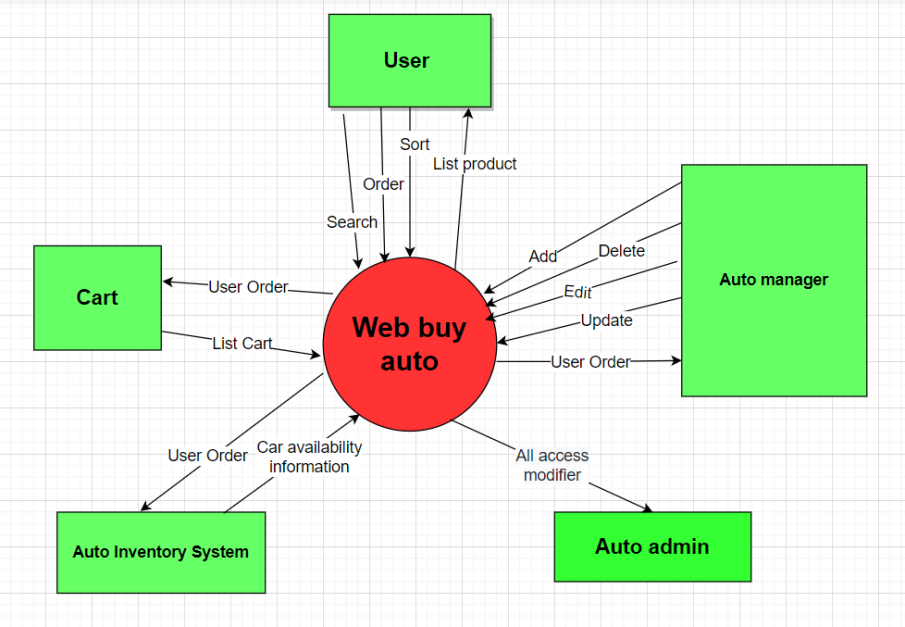 User
Sort
List product
Order
Search
Add
Delete
Edit
Update
User Order
Auto manager
Cart
User Order
List Cart
Web buy
auto
User Order
Car availability
information
All access
modifier
Auto Inventory System
Auto admin